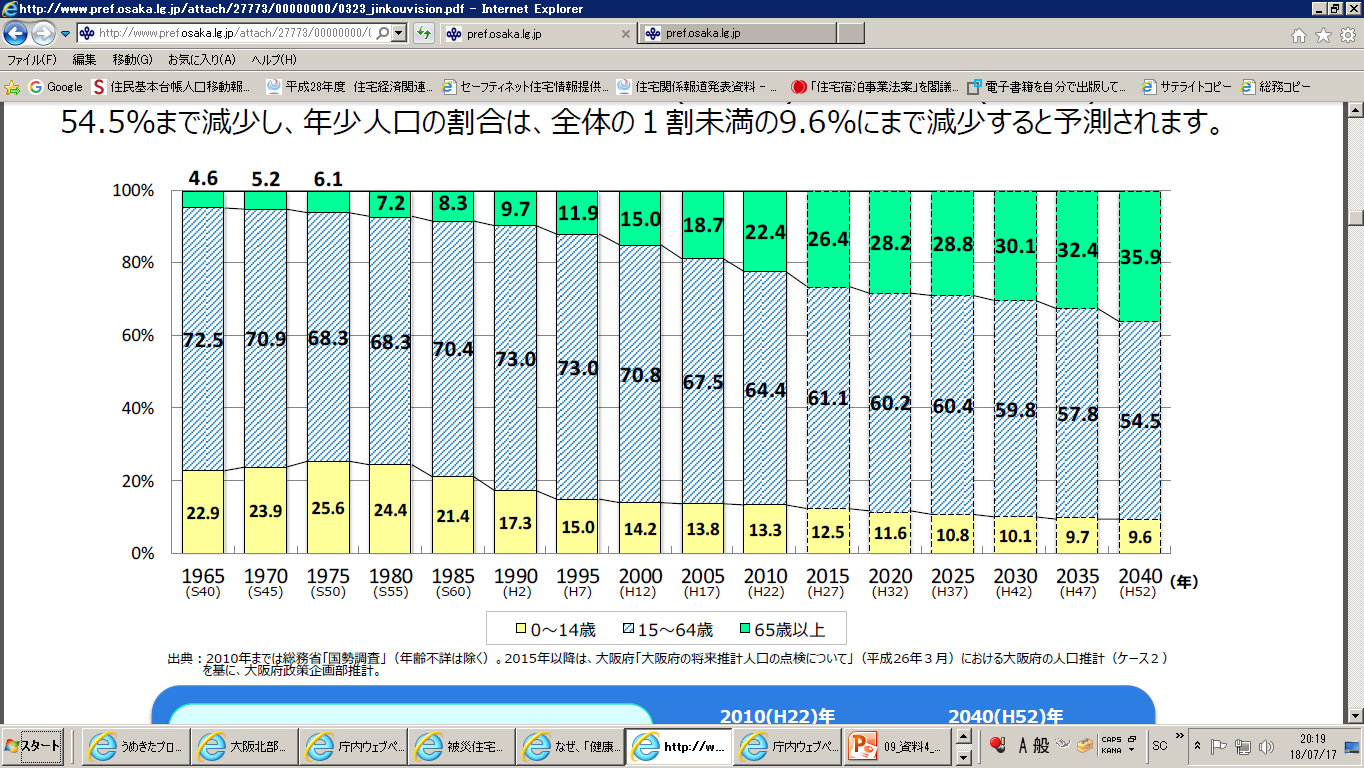 http://www.pref.osaka.lg.jp/attach/27773/00000000/0323_jinkouvision.pdf - Internet Explorer
http://www.pref.osaka.lg.jp/attach/27773/00000000/0
pref.osaka.lg.jp
pref.osaka.lg.jp
ファイル(F) 編集 移動(G) お気に入り(A) ヘルプ(H)
Google 住民基本台帳人口移動報... 平成28年度 住宅経済関連... セーフティネット住宅情報提供... 住宅関係報道発表資料 - ... 「住宅宿泊事業法案」を閣議... 電子書籍を自分で出版して... サテライトコピー 総務コピー
54.5%まで減少し、年少人口の割合は、全体の１割未満の9.6%にまで減少すると予測されます。
4.6 5.2 6.1
100%
7.2 8.3 9.7 11.9 15.0 18.7 22.4 26.4 28.2 28.8 30.1 32.4 35.9
80%
60%
72.5 70.9 68.3 68.3 70.4 73.0 73.0 70.8 67.5 64.4 61.1 60.2 60.4 59.8 57.8 54.5
40%
20%
22.9 23.9 25.6 24.4 21.4 17.3 15.0 14.2 13.8 13.3 12.5 11.6 10.8 10.1 9.7 9.6
0%
1965 1970 1975 1980 1985 1990 1995 2000 2005 2010 2015 2020 2025 2030 2035 2040 (年)
(S40) (S45) (S50) (S55) (S60) (H2) (H7) (H12) (H17) (H22) (H27) (H32) (H37) (H42) (H47) (H52)
0～14歳 15～64歳 65歳以上
出典：2010年までは総務省「国勢調査」（年齢不詳は除く）。2015年以降は、大阪府「大阪府の将来推計人口の点検について」（平成26年３月）における大阪府の人口推計（ケース２）
を基に、大阪府政策企画部推計。
2010(H22)年 2040(H52)年
スタート うめきたプロ... 大阪北部... 庁内ウェブペ... 被災住宅... なぜ、「健康... http://w... 庁内ウェブペ... 09_資料4_... A 般 CAPS KANA SC 20:19
18/07/17